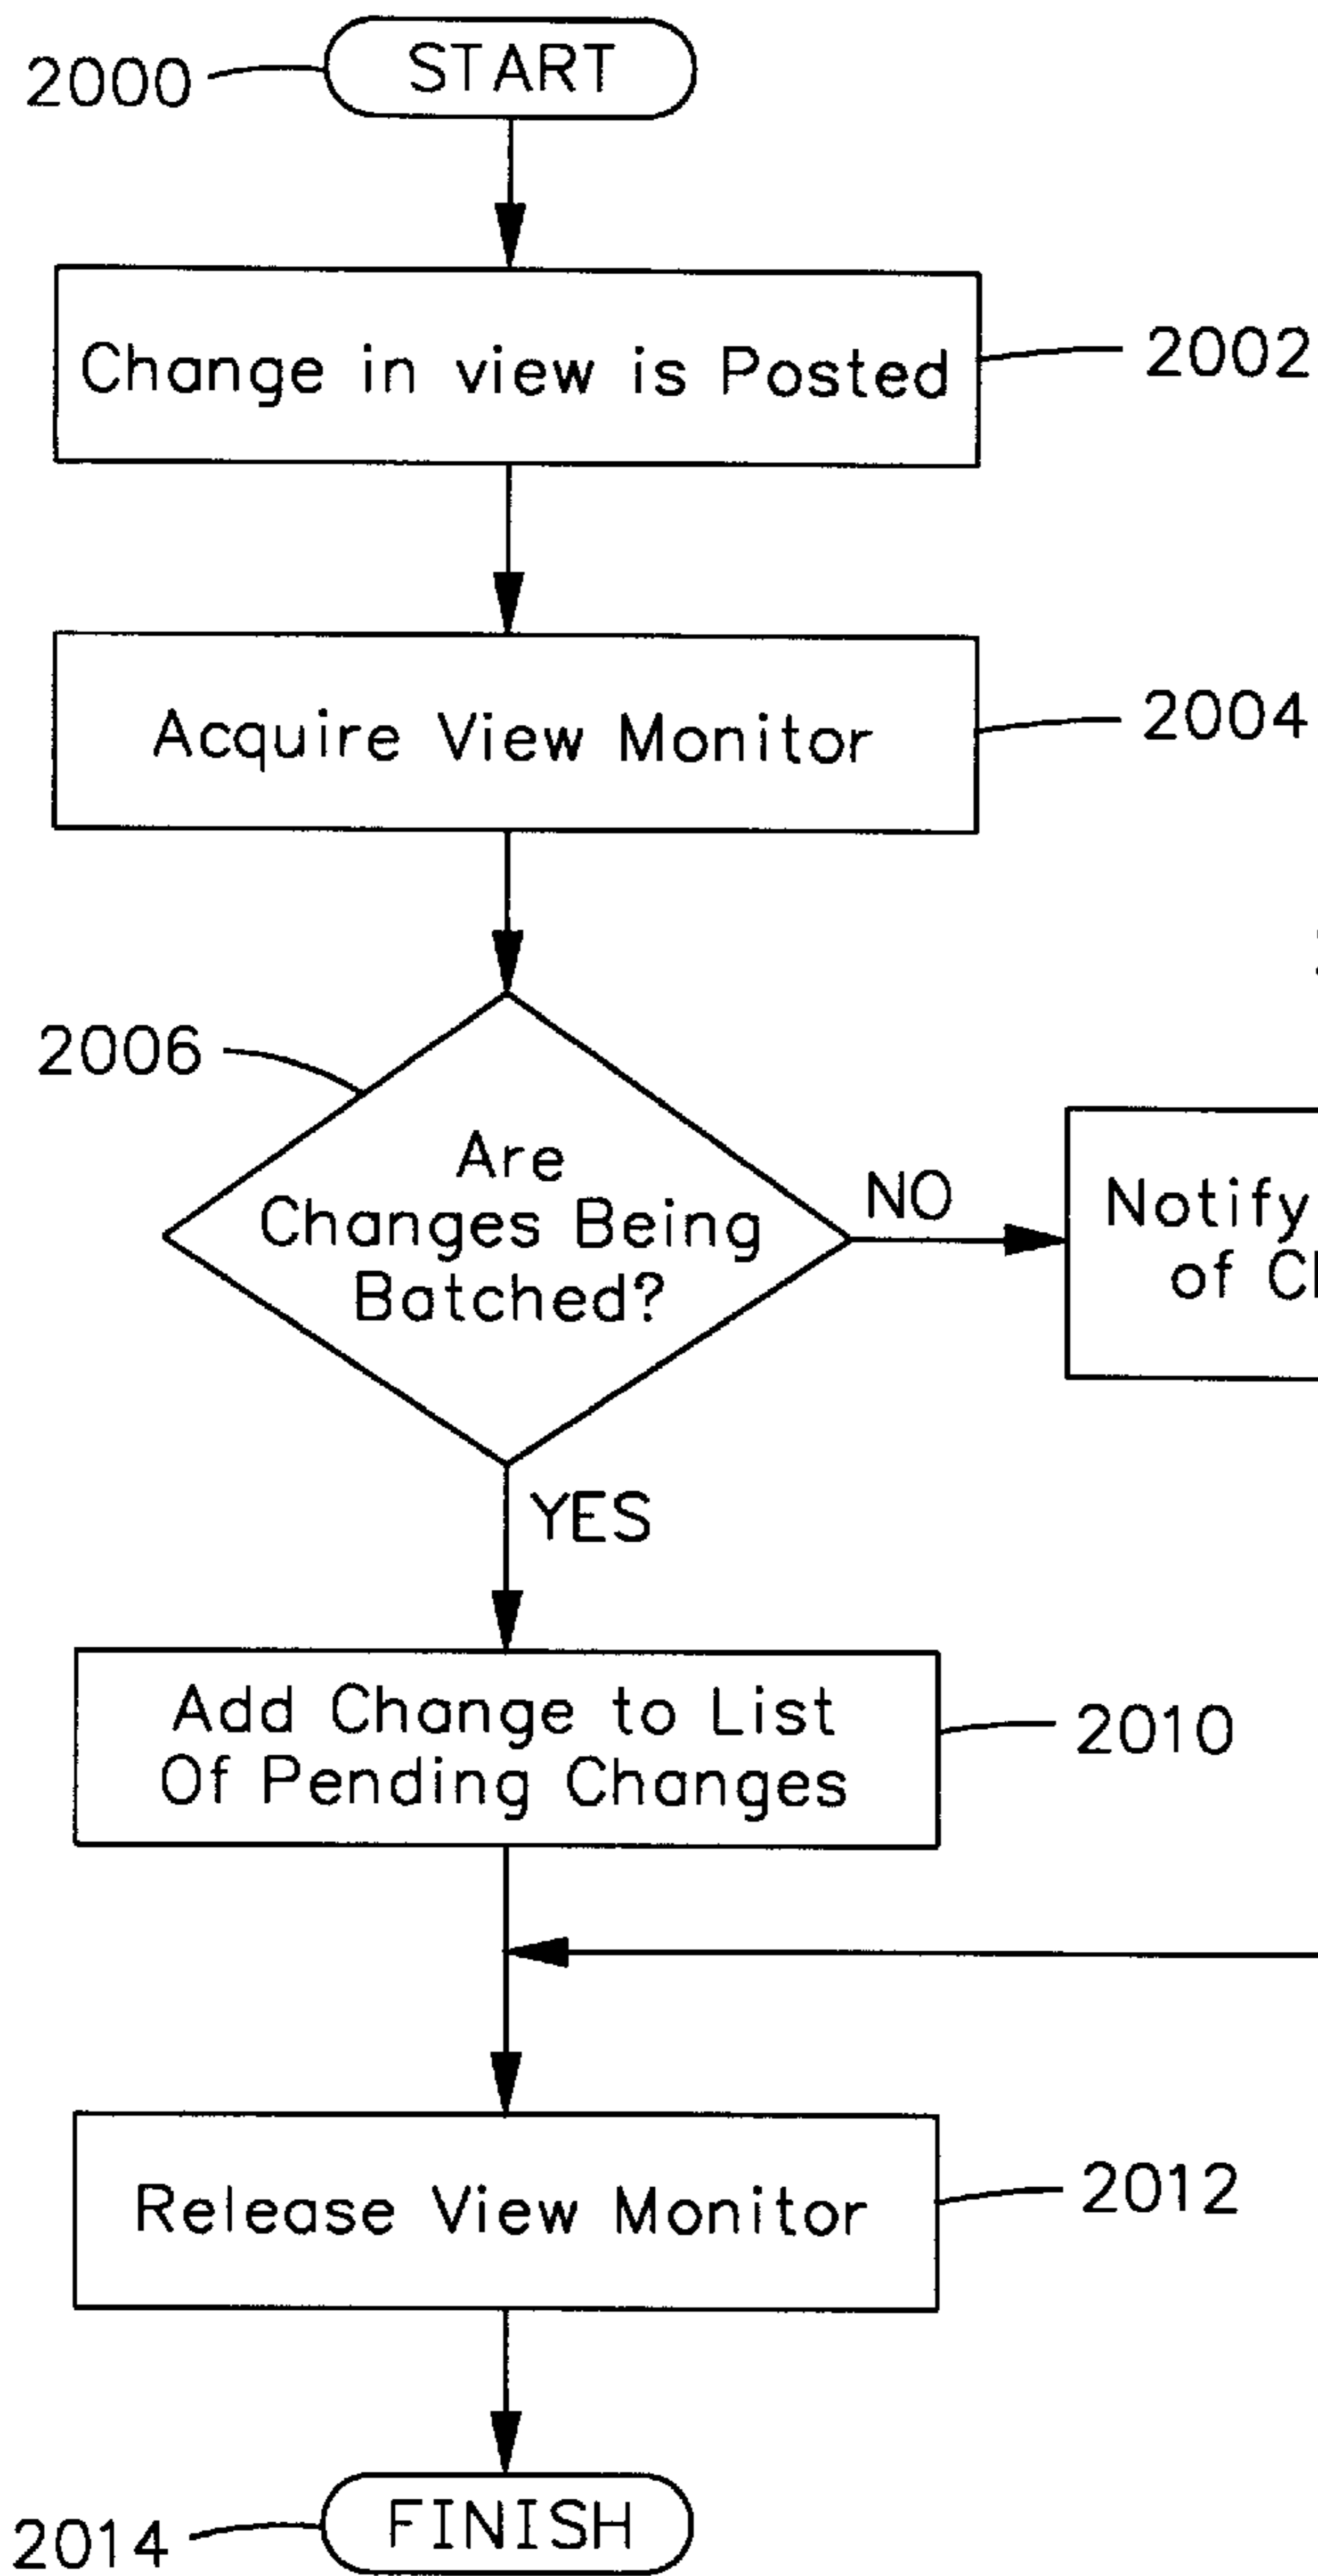 2000
START
Change in view is Posted
2002
Acquire View Monitor
2004
2006
Are
Changes Being
Batched?
NO
Notify
of
YES
Add Change to List
Of Pending Changes
2010
Release View Monitor
2012
2014
FINISH